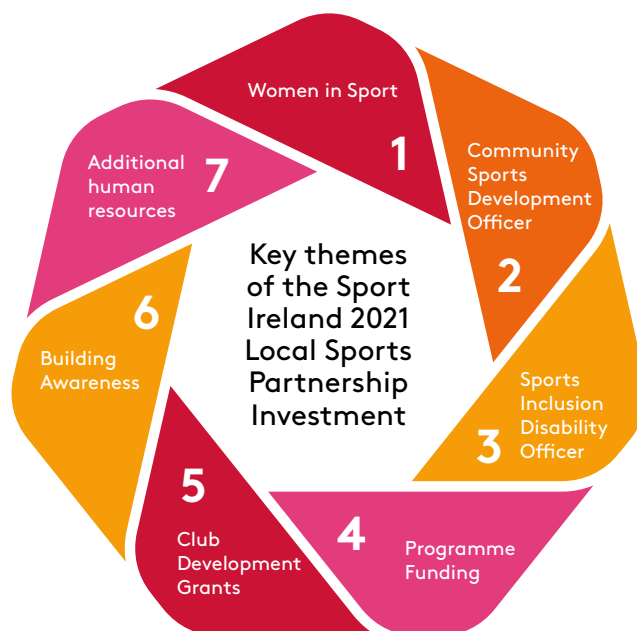 Women in Sport
1
Community
Sports
Development
Officer
2
Sports
Inclusion
Disability
Officer
3
4
Programme
Funding
5
Club
Development
Grants
6
Building
Awareness
Additional
human
resources
7
Key themes
of the Sport
Ireland 2021
Local Sports
Partnership
Investment